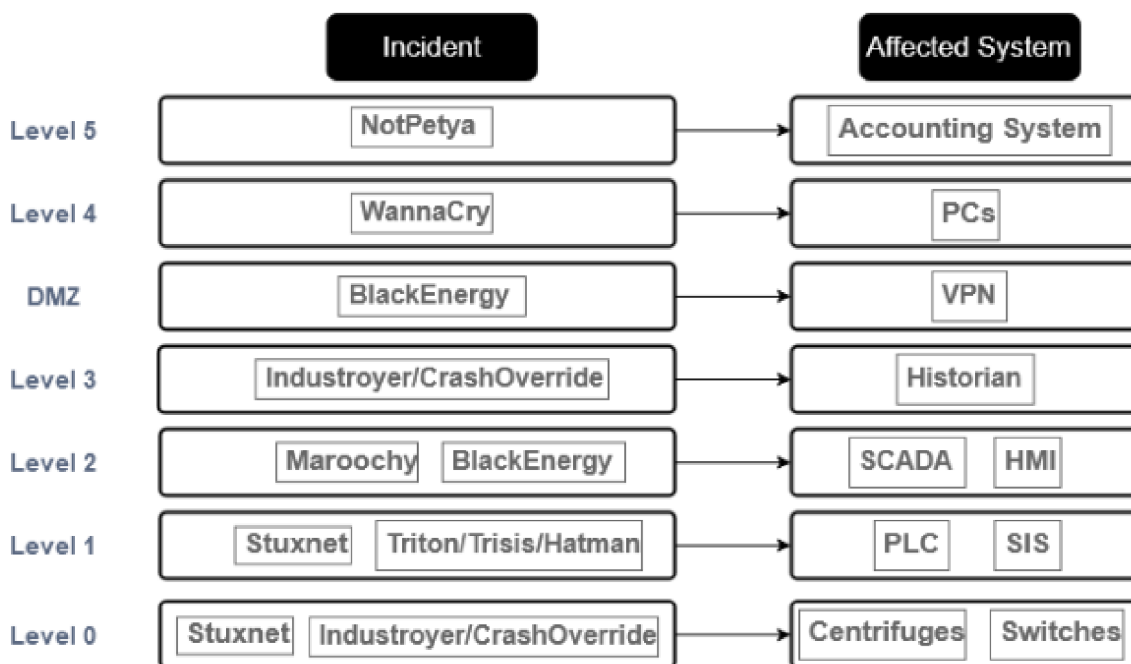 Incident Affected System
Level 5 NotPetya Accounting System
Level 4 WannaCry PCs
DMZ BlackEnergy VPN
Level 3 Industroyer/CrashOverride Historian
Level 2 Maroochy BlackEnergy SCADA HMI
Level 1 Stuxnet Triton/Trisis/Hatman PLC SIS
Level 0 Stuxnet Industroyer/CrashOverride Centrifuges Switches